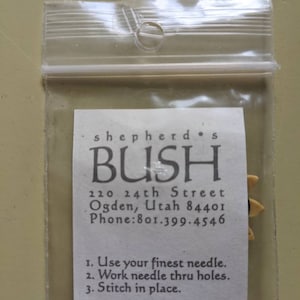 shepherd's
BUSH
220 24th Street
Ogden, Utah 84401
Phone:801.399.4546
1. Use your finest needle.
2. Work needle thru holes.
3. Stitch in place.